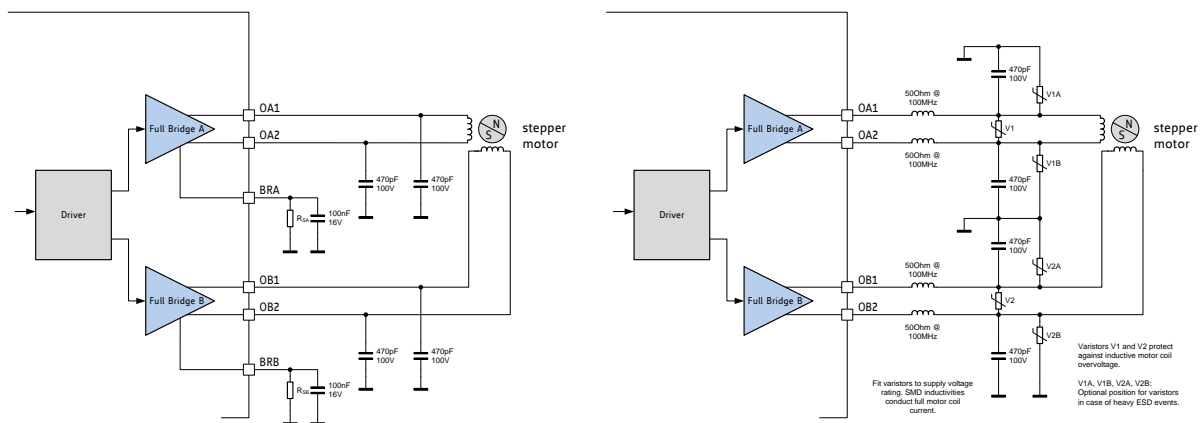 OA1
Full Bridge A
OA2
N
S
stepper
motor
470pF
100V
470pF
100V
BRA
Driver
RSA
100nF
16V
OB1
Full Bridge B
OB2
470pF
100V
470pF
100V
BRB
RSB
100nF
16V
470pF
100V
V1A
50Ohm @
100MHz
OA1
Full Bridge A
V1
OA2
N
S
stepper
motor
50Ohm @
100MHz
V1B
470pF
100V
Driver
470pF
100V
50Ohm @
100MHz
V2A
OB1
Full Bridge B
V2
OB2
50Ohm @
100MHz
V2B
470pF
100V
Varistors V1 and V2 protect
against inductive motor coil
overvoltage.
V1A, V1B, V2A, V2B:
Optional position for varistors
in case of heavy ESD events.
Fit varistors to supply voltage
rating. SMD inductivities
conduct full motor coil
current.